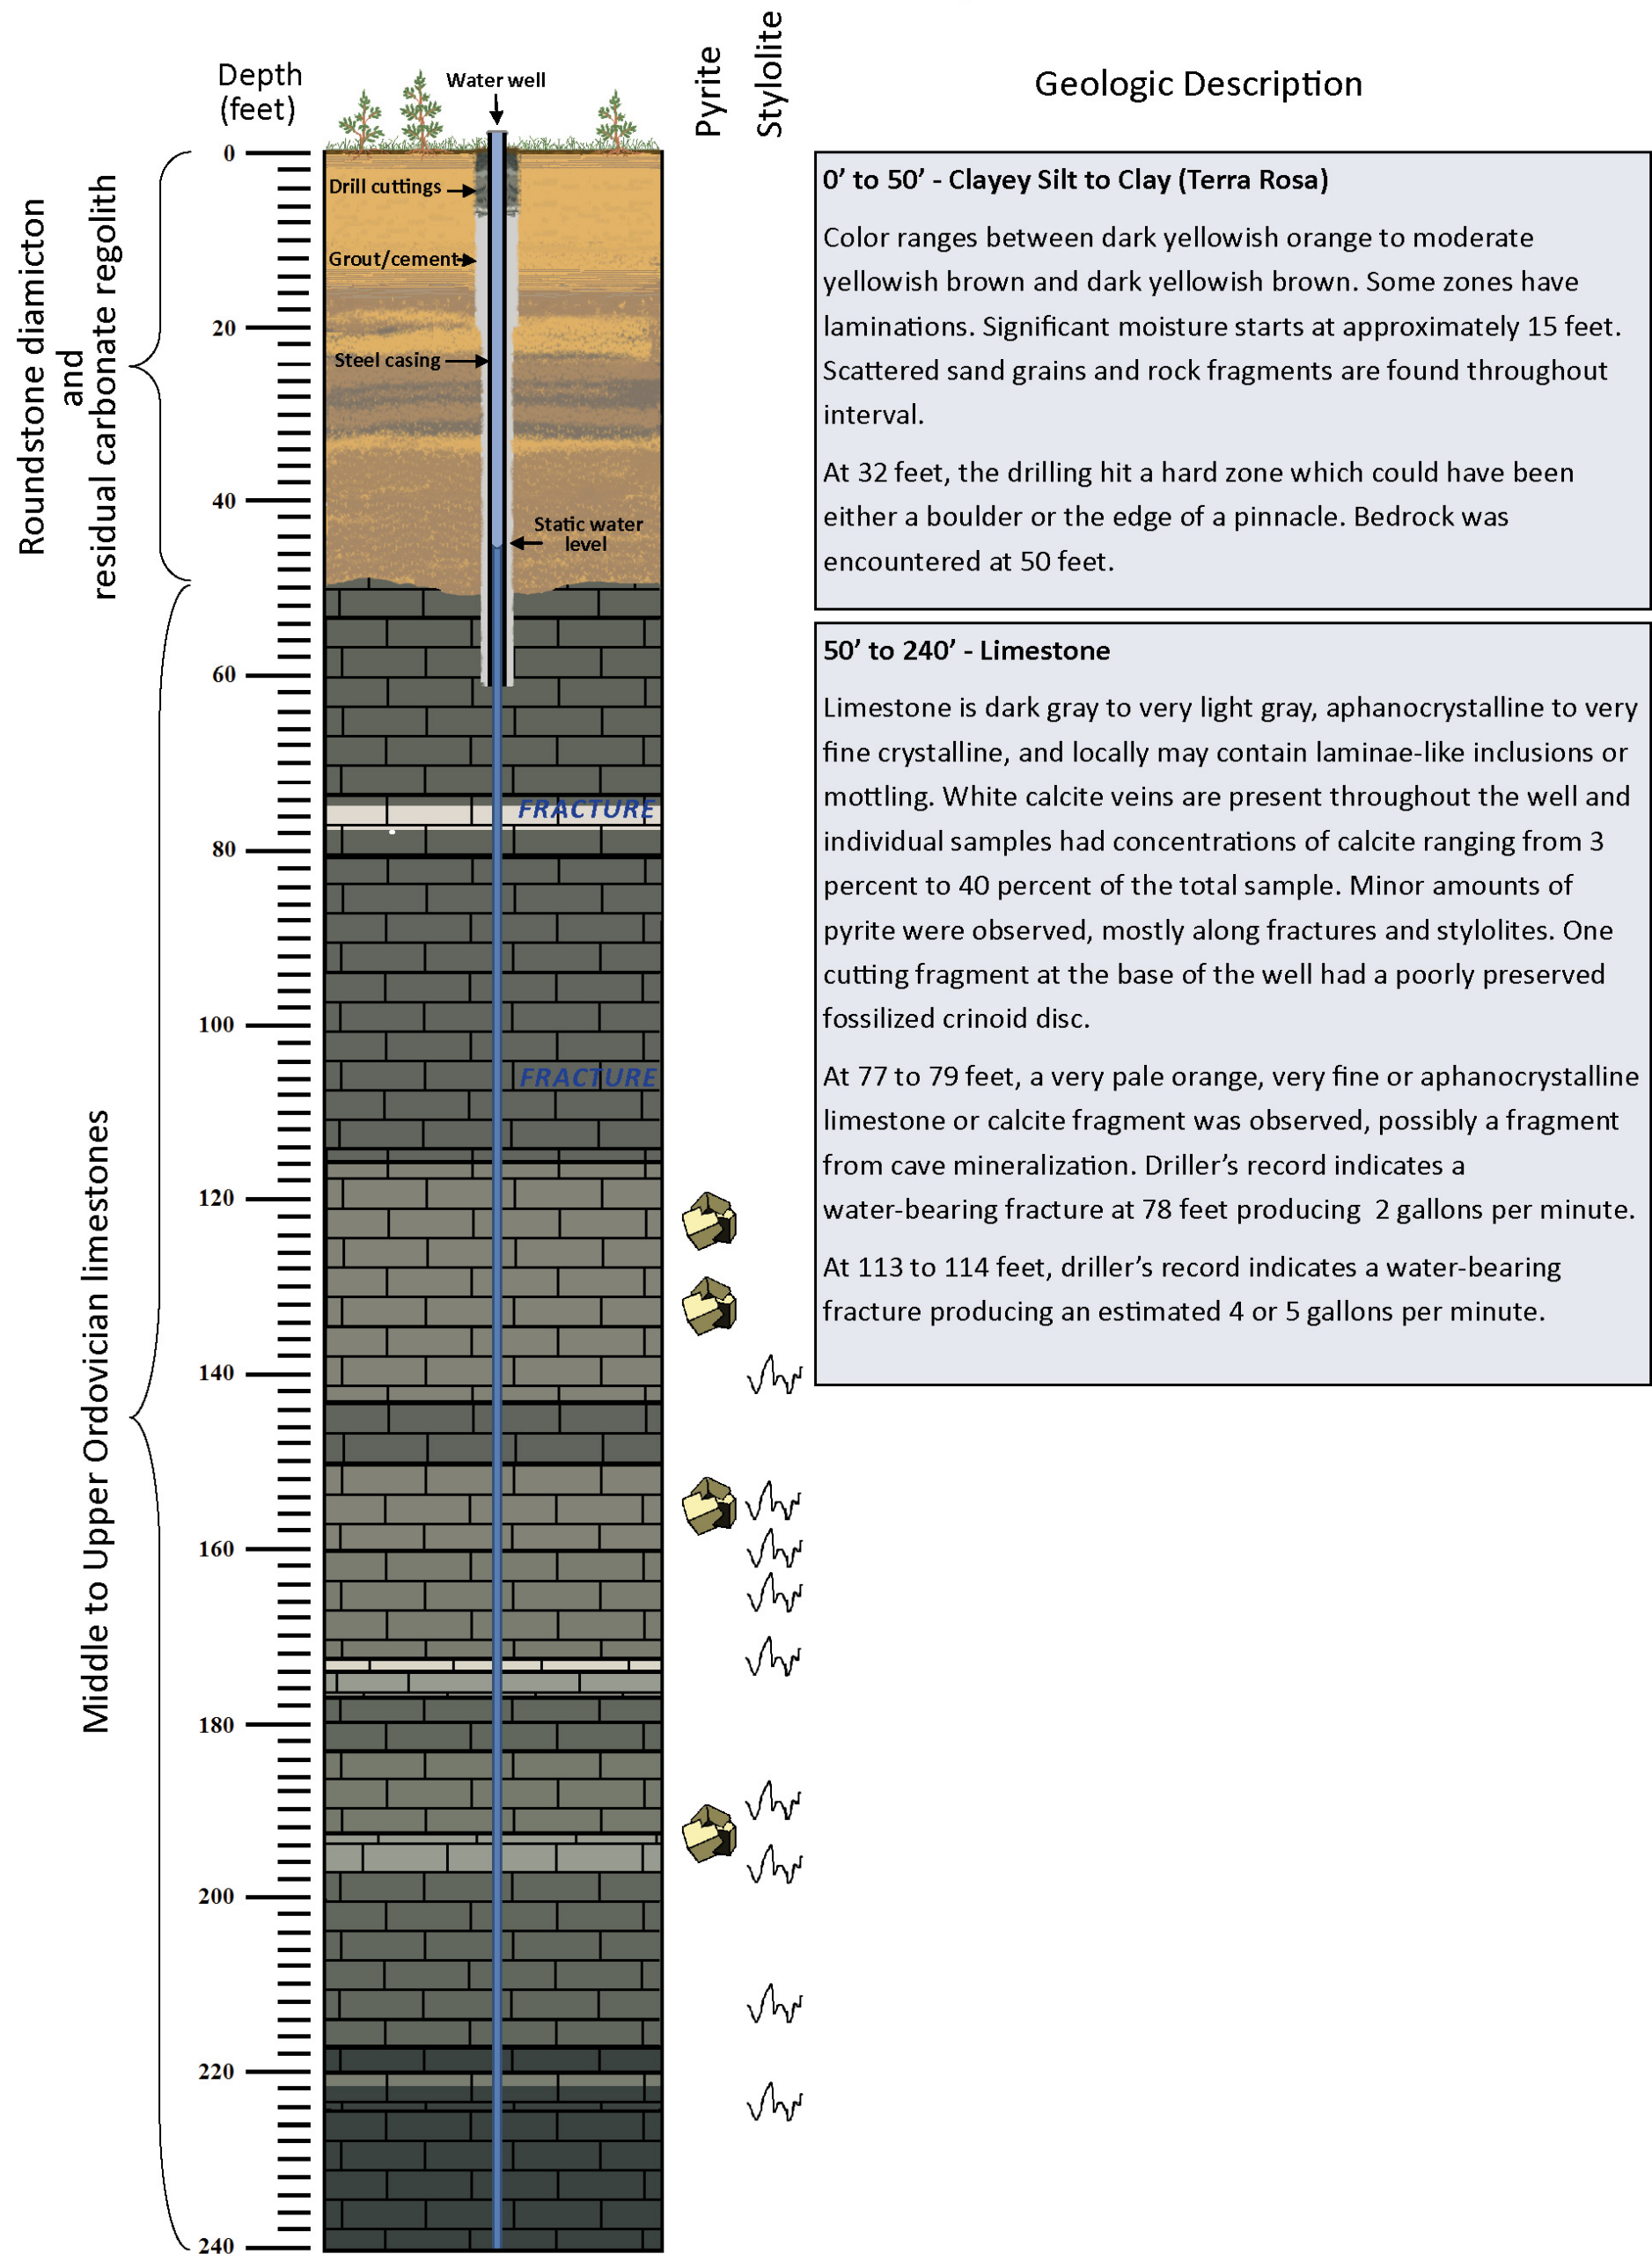 Depth
(feet)
Water well
Pyrite
Stylolite
Geologic Description
0
20
40
60
80
100
120
140
160
180
200
220
240
Roundstone diamicton
and
residual carbonate regolith
Middle to Upper Ordovician limestones
Drill cuttings
Grout/cement
Steel casing
Static water
level
FRACTURE
FRACTURE
0’ to 50’ - Clayey Silt to Clay (Terra Rosa)
Color ranges between dark yellowish orange to moderate
yellowish brown and dark yellowish brown. Some zones have
laminations. Significant moisture starts at approximately 15 feet.
Scattered sand grains and rock fragments are found throughout
interval.
At 32 feet, the drilling hit a hard zone which could have been
either a boulder or the edge of a pinnacle. Bedrock was
encountered at 50 feet.
50’ to 240’ - Limestone
Limestone is dark gray to very light gray, aphanocrystalline to very
fine crystalline, and locally may contain laminae-like inclusions or
mottling. White calcite veins are present throughout the well and
individual samples had concentrations of calcite ranging from 3
percent to 40 percent of the total sample. Minor amounts of
pyrite were observed, mostly along fractures and stylolites. One
cutting fragment at the base of the well had a poorly preserved
fossilized crinoid disc.
At 77 to 79 feet, a very pale orange, very fine or aphanocrystalline
limestone or calcite fragment was observed, possibly a fragment
from cave mineralization. Driller’s record indicates a
water-bearing fracture at 78 feet producing 2 gallons per minute.
At 113 to 114 feet, driller’s record indicates a water-bearing
fracture producing an estimated 4 or 5 gallons per minute.